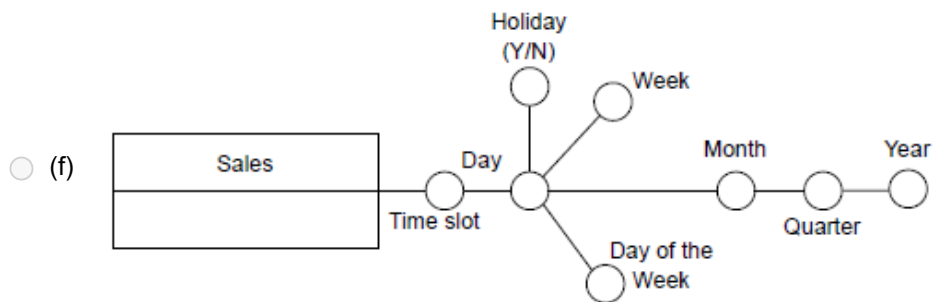 Holiday
(Y/N)
Week
(f)
Sales
Day
Month
Year
Time slot
Quarter
Day of the
Week